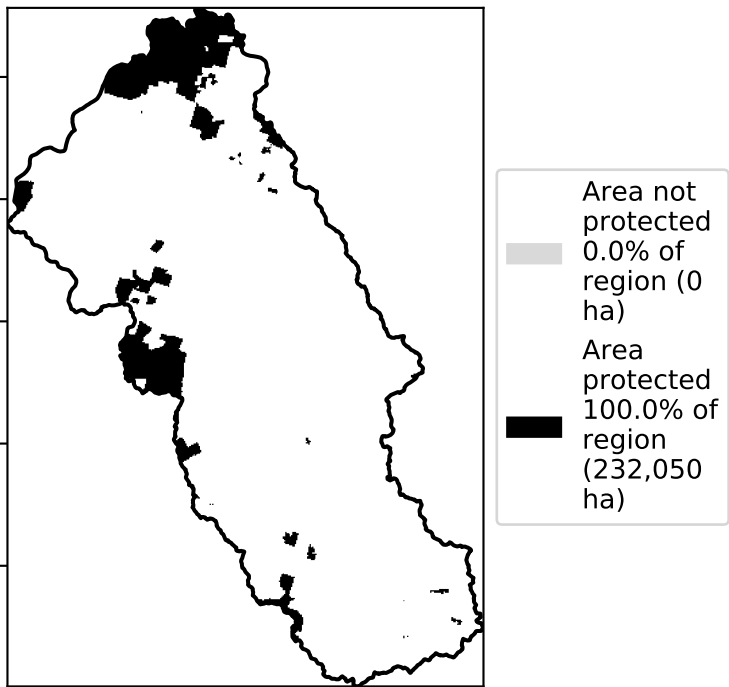 Area not
protected
0.0% of
region (0
ha)
Area
protected
100.0% of
region
(232,050
ha)